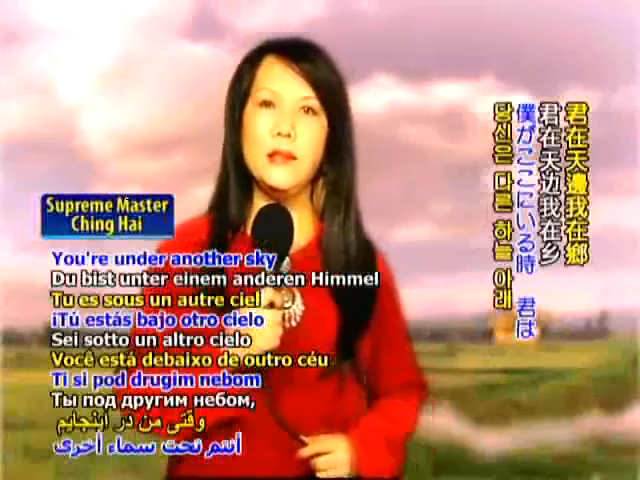 Supreme Master
Ching Hai
You're under another sky
Du bist unter einem anderen Himmel
Tu es sous un autre ciel
¡Tú estás bajo otro cielo
Sei sotto un altro cielo
Você está debaixo de outro céu
Ti si pod drugim nebom
Ты под другим небом,
وقتی من در اینجایم
أنتم تحت سماء أخرى
君在天邊我在鄉
君在天边我在乡
僕がここにいる時 君は
당신은 다른 하늘 아래